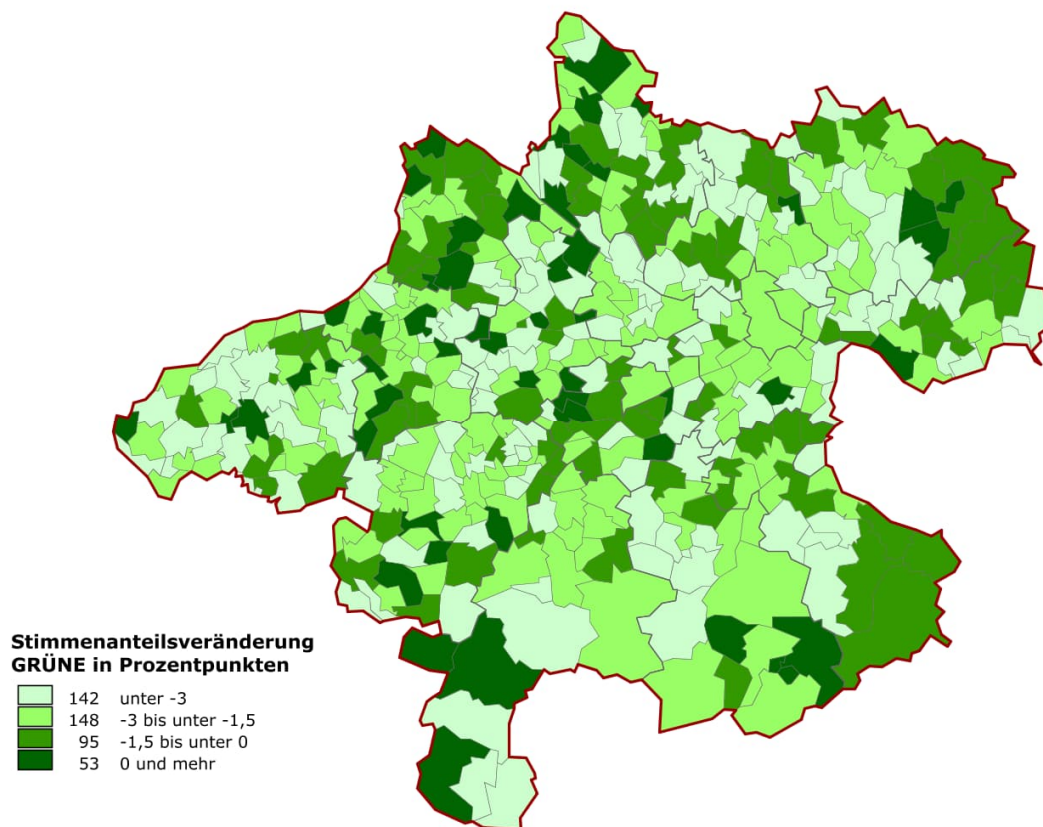 Stimmenanteilsveränderung
GRÜNE in Prozentpunkten
142 unter -3
148 -3 bis unter -1,5
95 -1,5 bis unter 0
53 0 und mehr